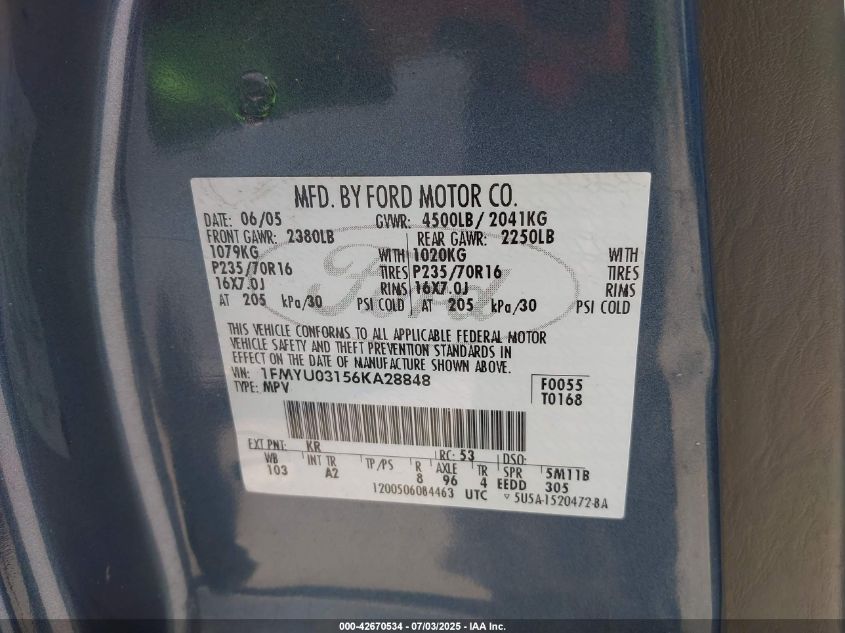 MFD. BY FORD MOTOR CO.
DATE: 06/05 GVWR: 4500LB/ 2041KG
FRONT GAWR: 2380LB REAR GAWR: 2250LB
1079KG WITH 1020KG WITH
P235/70R16 TIRES P235/70R16 TIRES
16X7.0J RIMS 16X7.0J RIMS
AT 205 kPa/30 PSI COLD AT 205 kPa/30 PSI COLD
Ford
THIS VEHICLE CONFORMS TO ALL APPLICABLE FEDERAL MOTOR
VEHICLE SAFETY AND THEFT PREVENTION STANDARDS IN
EFFECT ON THE DATE OF MANUFACTURE SHOWN ABOVE.
VIN: 1FMYU03156KA28848 F0055
TYPE: MPV T0168
EXT PNT: KR RC: 53 DSO:
WB INT TR TP/PS R AXLE TR SPR 5M11B
103 A2 8 96 4 EEDD 305
1200506084463 UTC ▽ 5U5A-1520472-BA
000-42670534 - 07/03/2025 - IAA Inc.